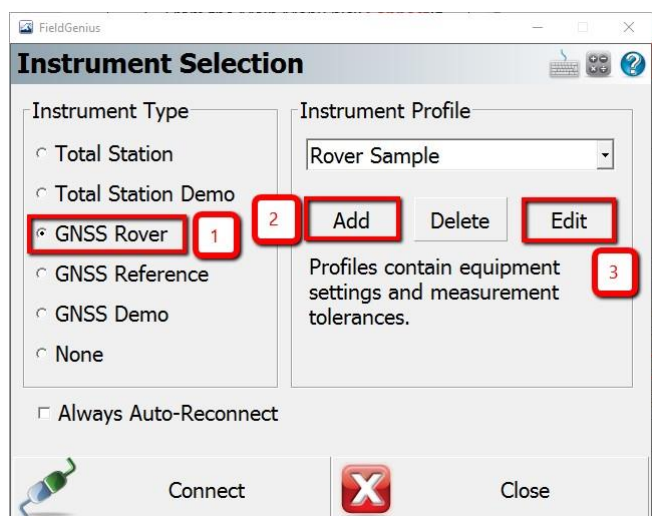 FieldGenius
Instrument Selection
Instrument Type
Total Station
Total Station Demo
GNSS Rover
1
GNSS Reference
GNSS Demo
None
Always Auto-Reconnect
Instrument Profile
Rover Sample
2
Add
Delete
Edit
3
Profiles contain equipment
settings and measurement
tolerances.
Connect
Close